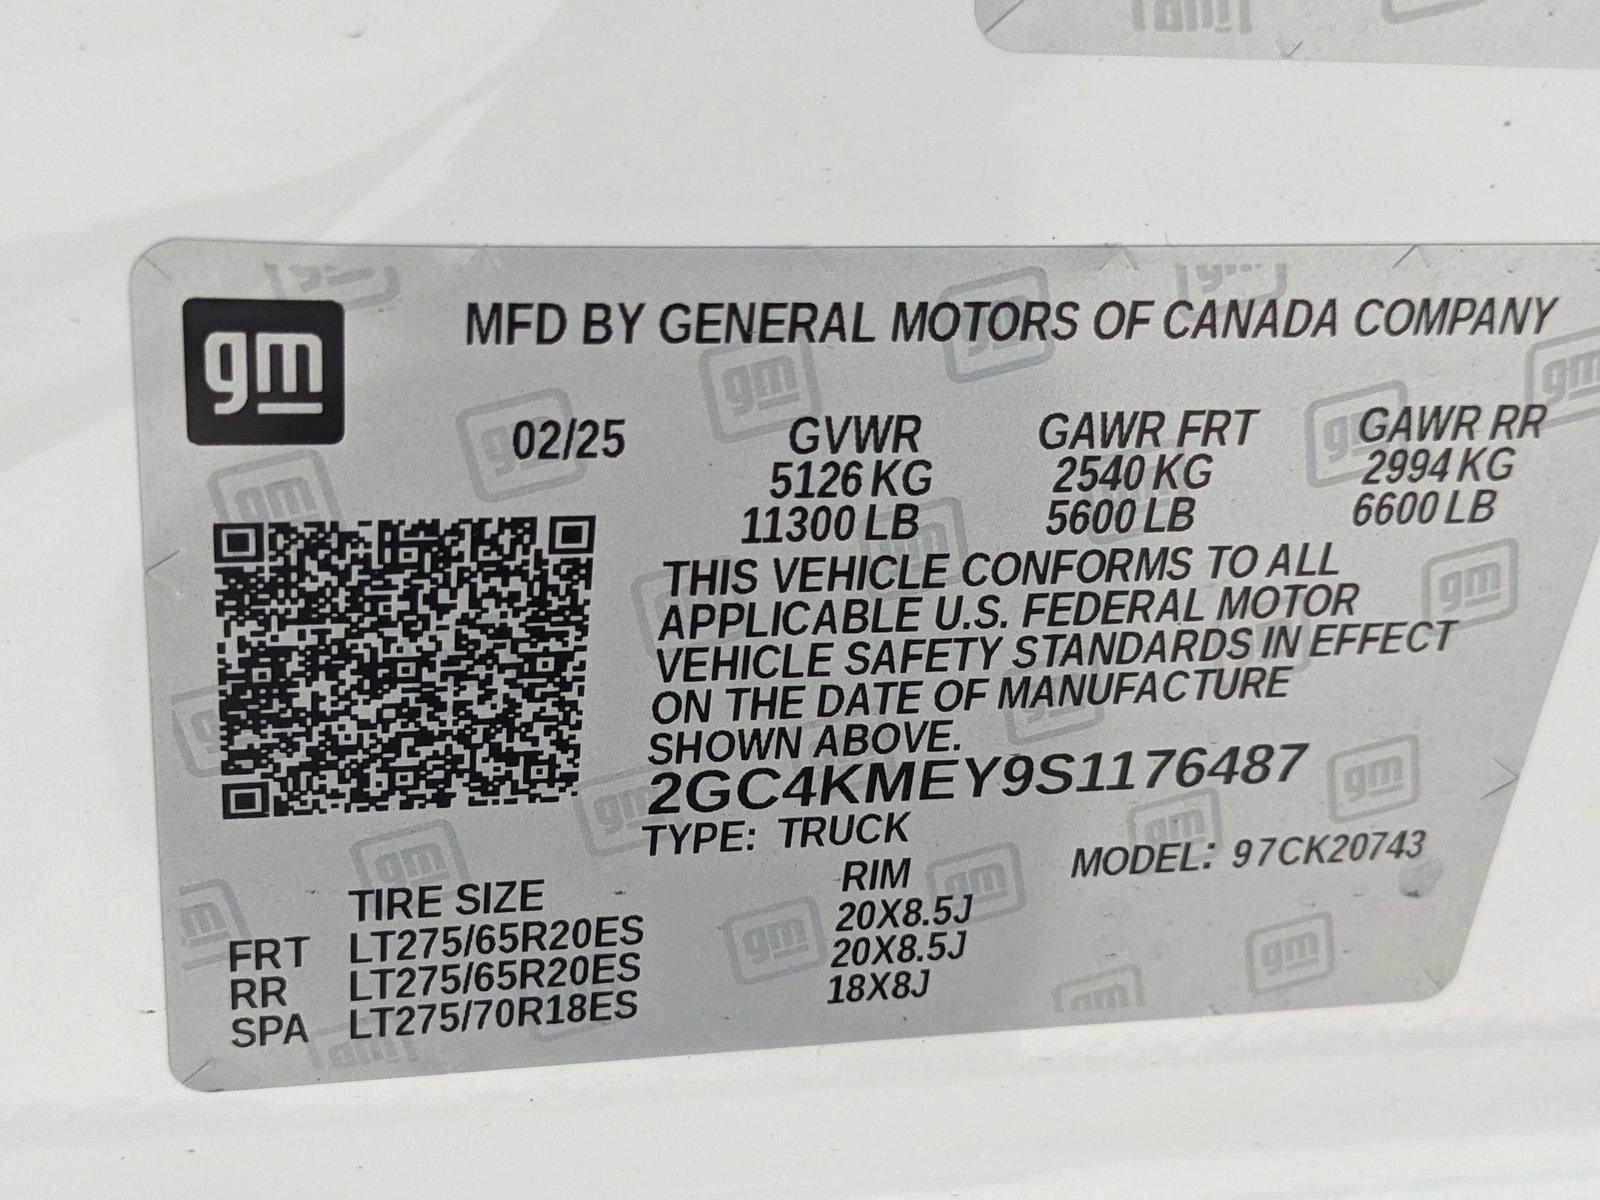 gm
MFD BY GENERAL MOTORS OF CANADA COMPANY
02/25 GVWR GAWR FRT GAWR RR
5126 KG 2540 KG 2994 KG
11300 LB 5600 LB 6600 LB
THIS VEHICLE CONFORMS TO ALL
APPLICABLE U.S. FEDERAL MOTOR
VEHICLE SAFETY STANDARDS IN EFFECT
ON THE DATE OF MANUFACTURE
SHOWN ABOVE.
2GC4KMEY9S1176487
TYPE: TRUCK MODEL: 97CK20743
TIRE SIZE RIM
FRT LT275/65R20ES 20X8.5J
RR LT275/65R20ES 20X8.5J
SPA LT275/70R18ES 18X8J